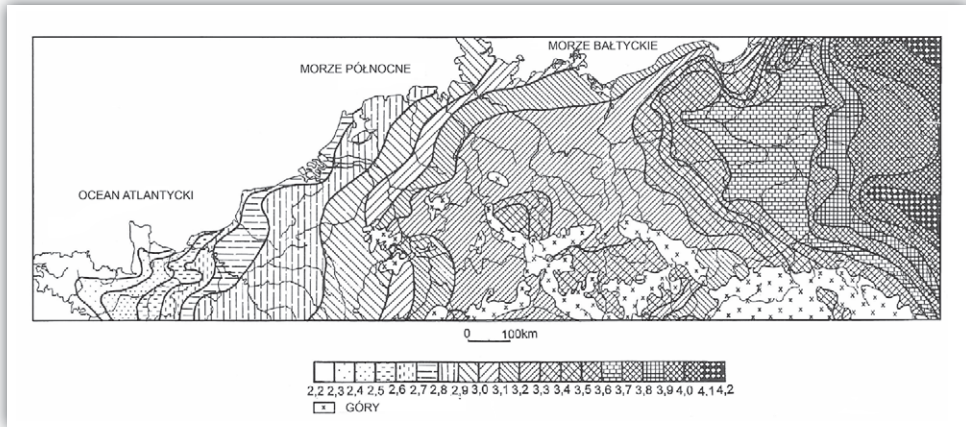 MORZE BAŁTYCKIE
MORZE PÓŁNOCNE
OCEAN ATLANTYCKI
0 100km
2,2 2,3 2,4 2,5 2,6 2,7 2,8 2,9 3,0 3,1 3,2 3,3 3,4 3,5 3,6 3,7 3,8 3,9 4,0 4.1 4,2
x GÓRY